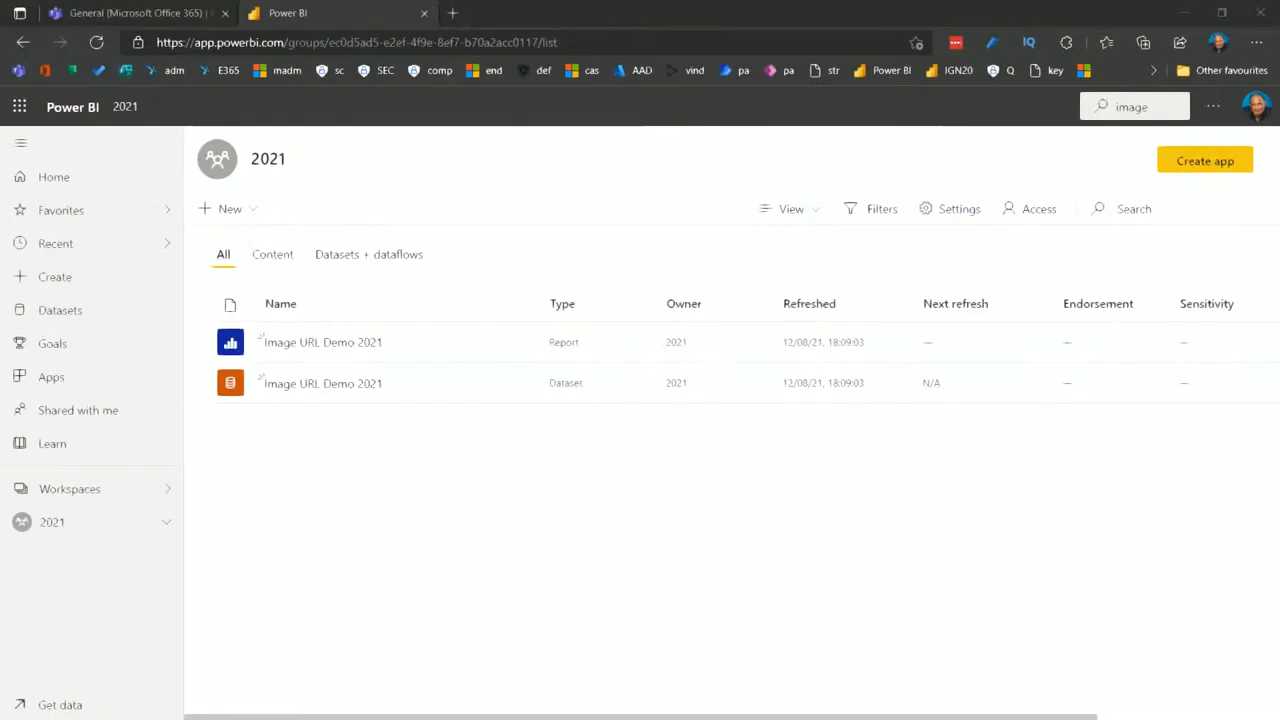 General (Microsoft Office 365) |
Power BI
https://app.powerbi.com/groups/ec0d5ad5-e2ef-4f9e-8ef7-b70a2acc0117/list
adm E365 madm sc SEC comp end def cas AAD vind pa pa str Power BI IGN20 Q key Other favourites
Power BI 2021 image
2021 Create app
Home
Favorites
Recent
Create
Datasets
Goals
Apps
Shared with me
Learn
Workspaces
2021
Get data
New View Filters Settings Access Search
All Content Datasets + dataflows
Name Type Owner Refreshed Next refresh Endorsement Sensitivity
Image URL Demo 2021 Report 2021 12/08/21, 18:09:03 — — —
Image URL Demo 2021 Dataset 2021 12/08/21, 18:09:03 N/A — —